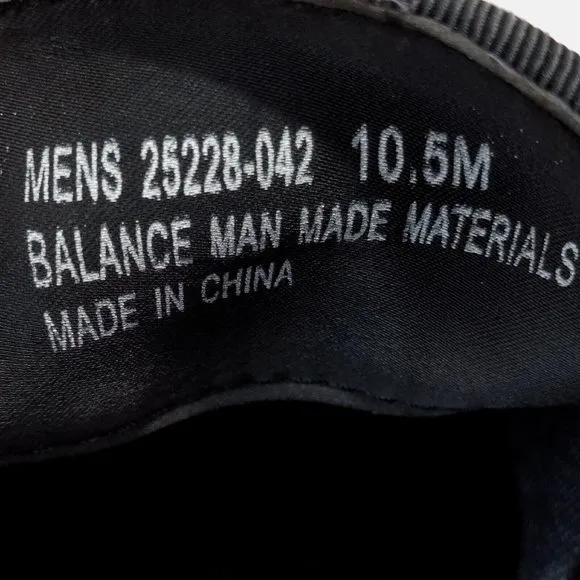 MENS 25228-042 10.5M
BALANCE MAN MADE MATERIALS
MADE IN CHINA